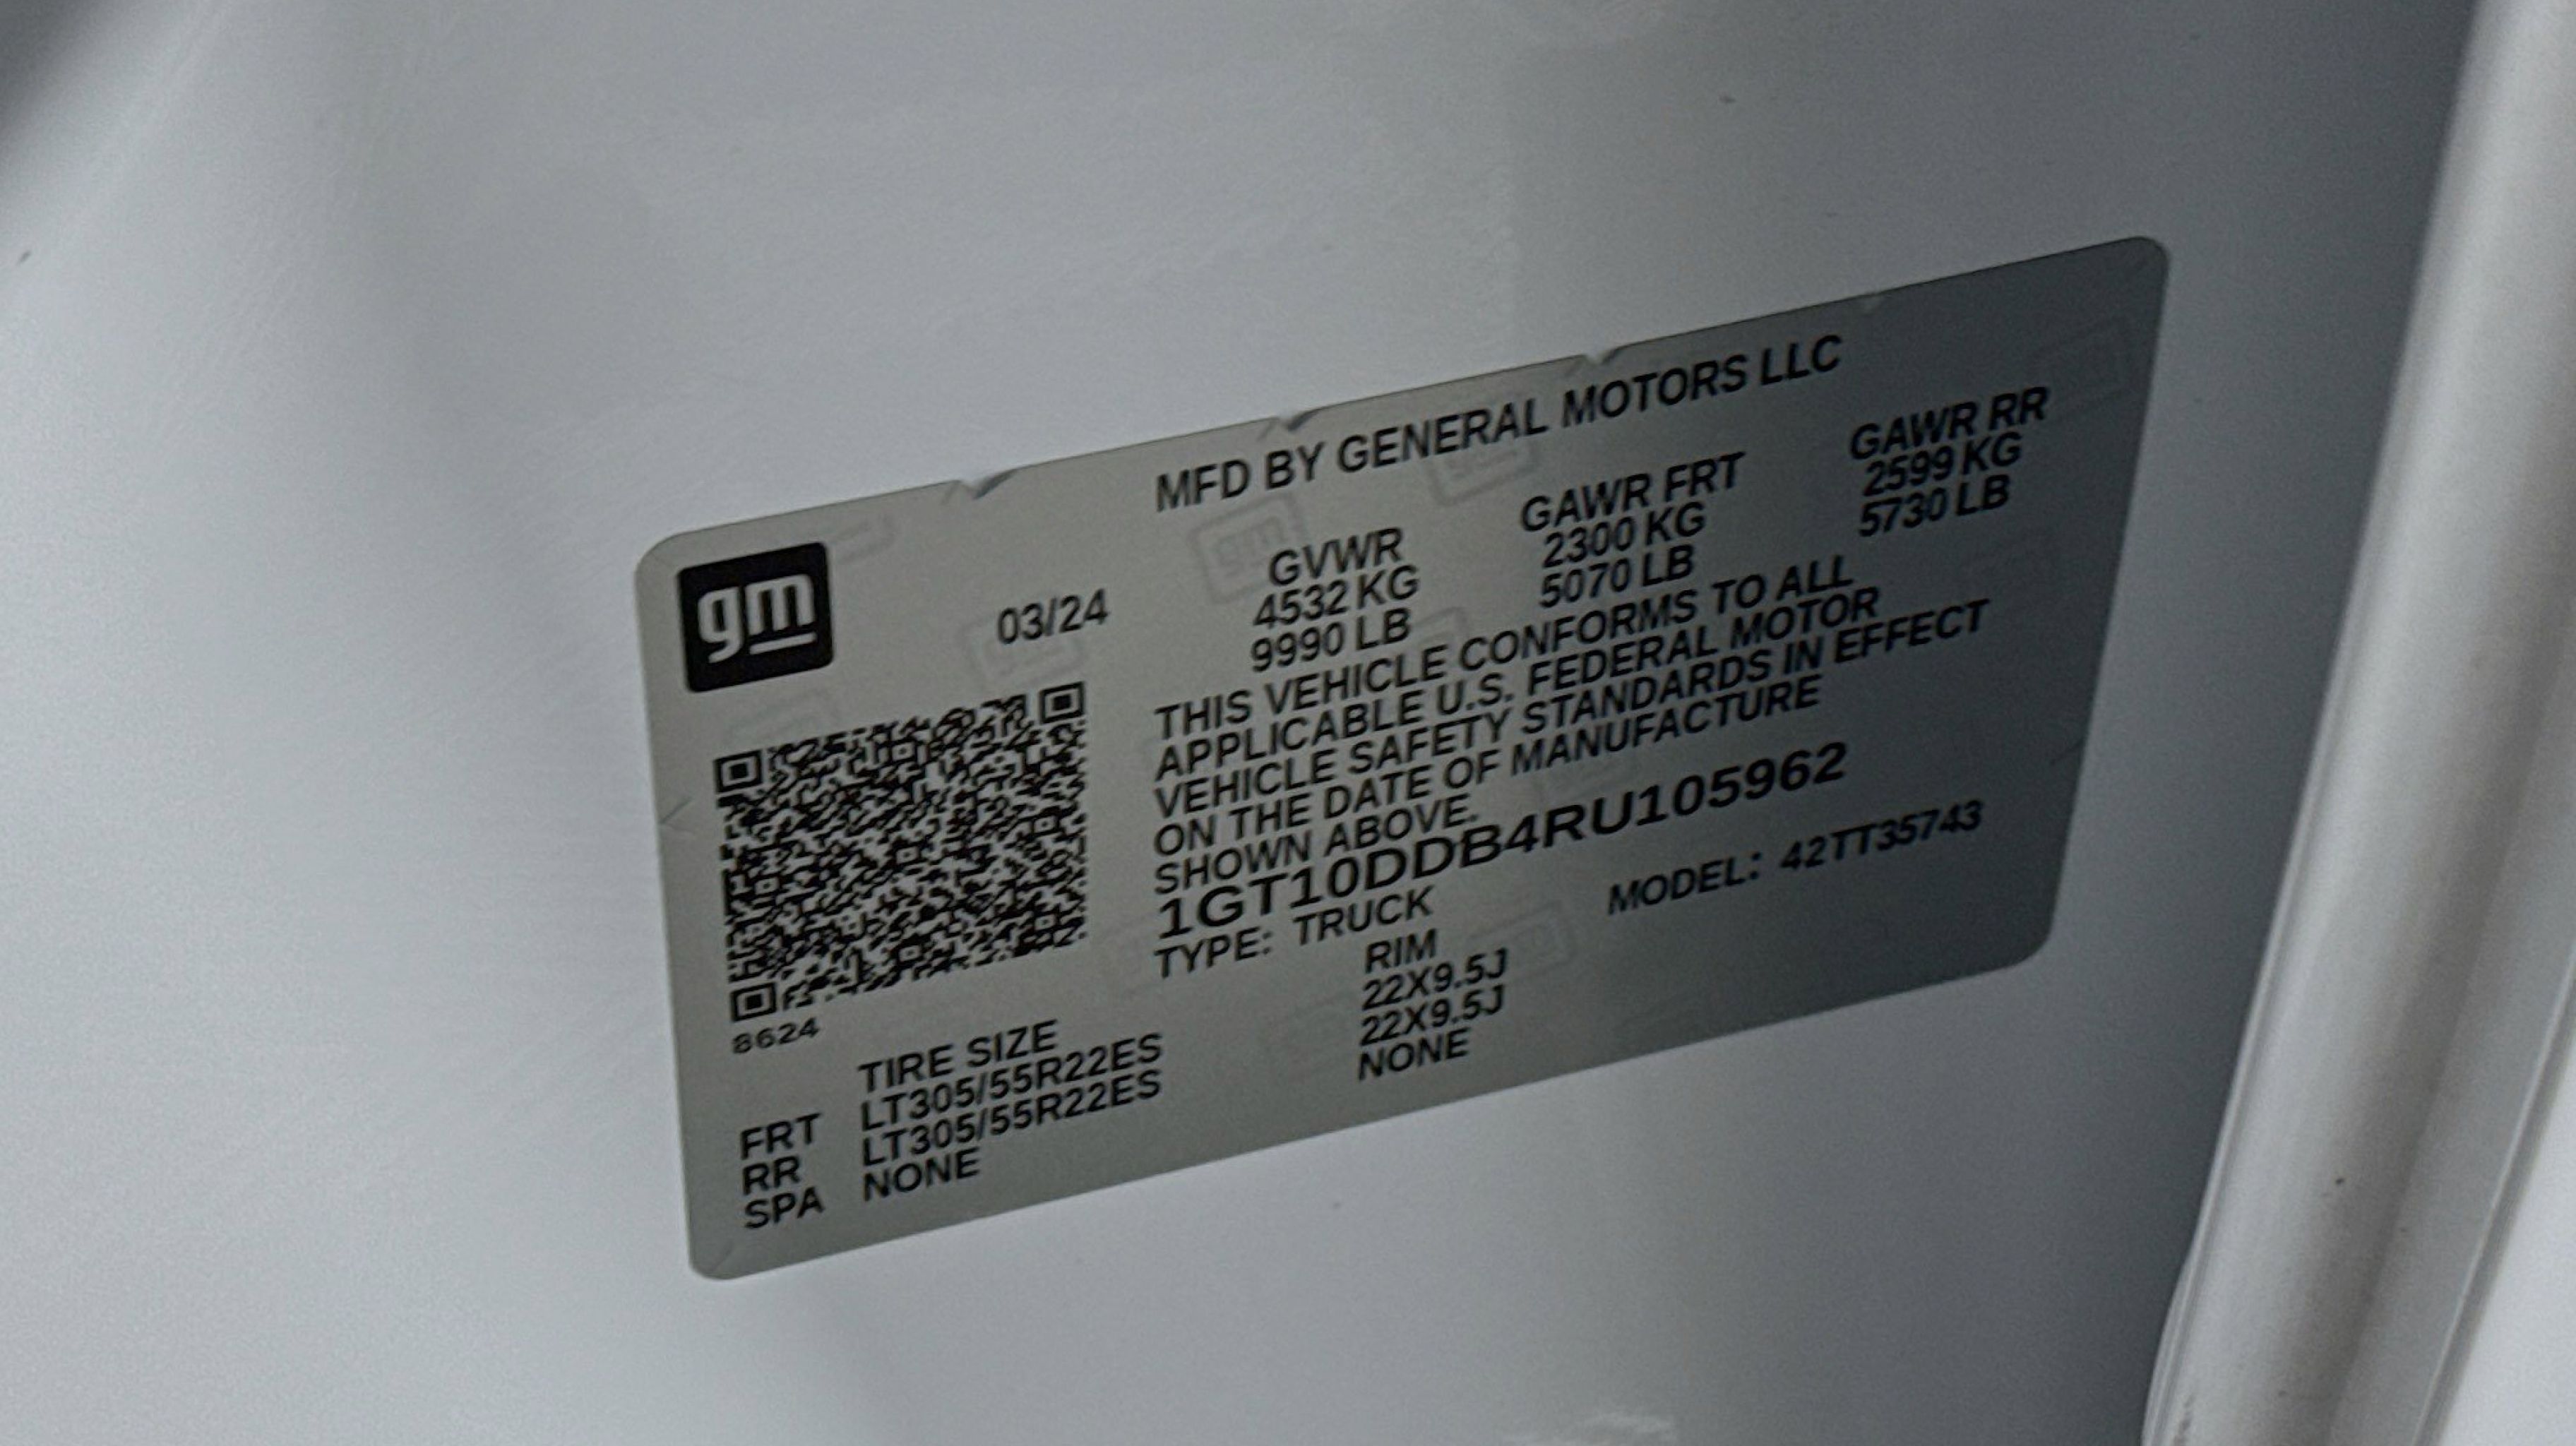 MFD BY GENERAL MOTORS LLC
gm
03/24
GVWR GAWR FRT GAWR RR
4532 KG 2300 KG 2599 KG
9990 LB 5070 LB 5730 LB
THIS VEHICLE CONFORMS TO ALL
APPLICABLE U.S. FEDERAL MOTOR
VEHICLE SAFETY STANDARDS IN EFFECT
ON THE DATE OF MANUFACTURE
SHOWN ABOVE.
1GT10DDB4RU105962
TYPE: TRUCK MODEL: 42TT35743
8624
TIRE SIZE RIM
FRT LT305/55R22ES 22X9.5J
RR LT305/55R22ES 22X9.5J
SPA NONE NONE